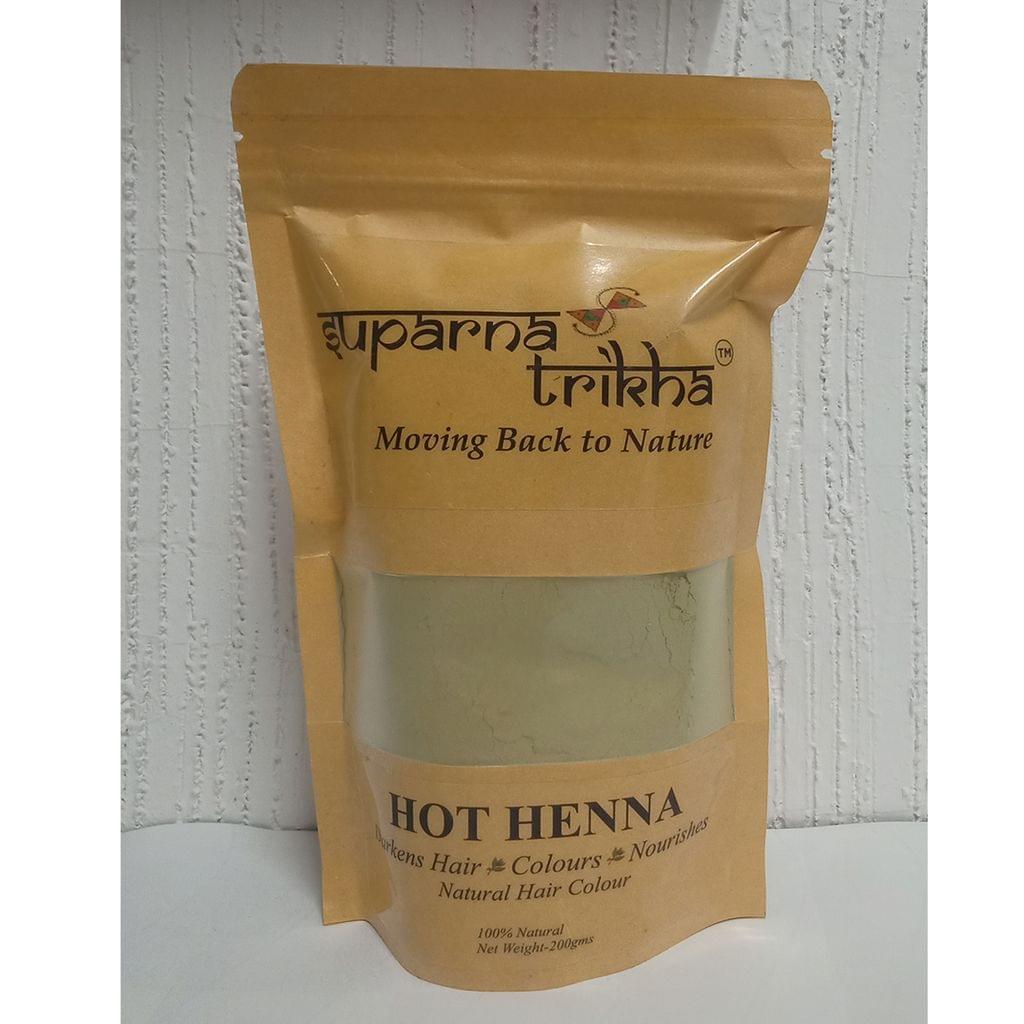 suparna
trikha TM
Moving Back to Nature
HOT HENNA
Darkens Hair Colours Nourishes
Natural Hair Colour
100% Natural
Net Weight-200gms